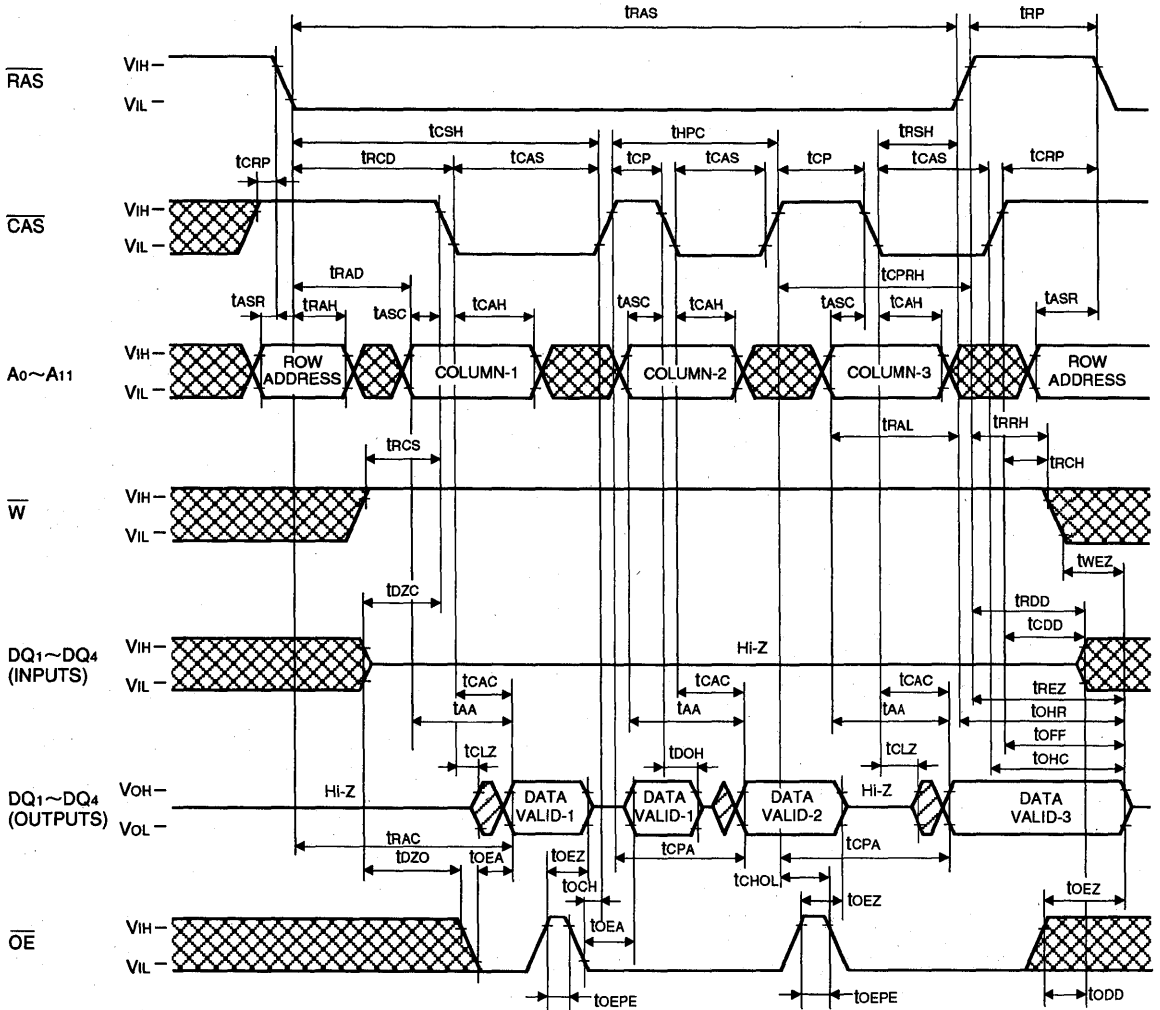 tRAS tRP
VIH
RAS
VIL
tCSH tHPC tRSH
tCRP tRCD tCAS tCP tCAS tCP tCAS tCRP
VIH
CAS
VIL
tRAD tCPRH
tASR tRAH tASC tCAH tASC tCAH tASC tCAH tASR
VIH
A0~A11
VIL
ROW ADDRESS COLUMN-1 COLUMN-2 COLUMN-3 ROW ADDRESS
tRAL tRRH
tRCS tRCH
VIH
W
VIL
tWEZ
tDZC tRDD
tCDD
VIH
DQ1~DQ4
(INPUTS)
VIL
Hi-Z
tCAC tCAC tCAC tREZ
tAA tAA tAA tOHR
tCLZ tDOH tCLZ tOFF
tOHC
VOH
DQ1~DQ4
(OUTPUTS)
VOL
Hi-Z DATA VALID-1 DATA VALID-1 DATA VALID-2 Hi-Z DATA VALID-3
tRAC tCPA tCPA
tDZO tOEA tOEZ tCHOL
tOCH tOEZ tOEZ
tOEA
VIH
OE
VIL
tOEPE tOEPE tODD